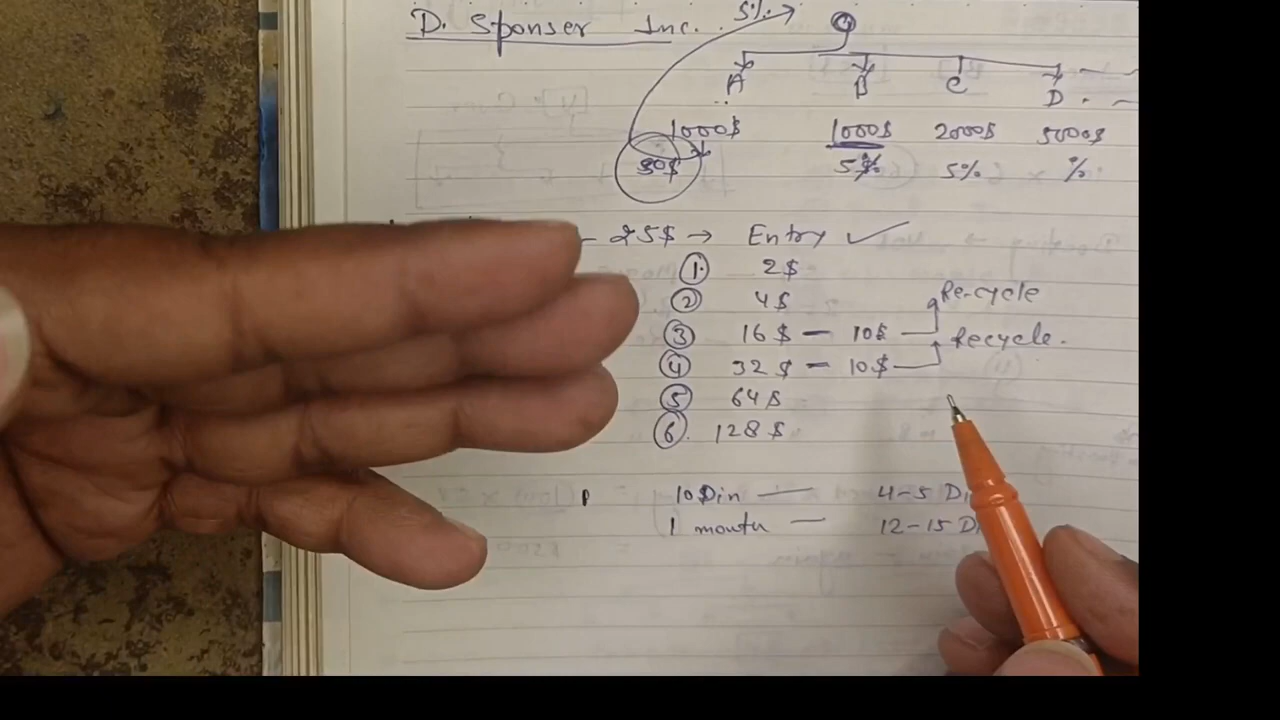 D. Sponser Inc. 5%
A B C D
1000$ 1000$ 2000$ 5000$
50$ 5% 5% %
- 25$ → Entry ✓
① 2$
② 4$ Re-cycle
③ 16$ - 10$ Recycle.
④ 32$ - 10$
⑤ 64$
⑥ 128$
10 Din — 4-5
1 month — 12-15